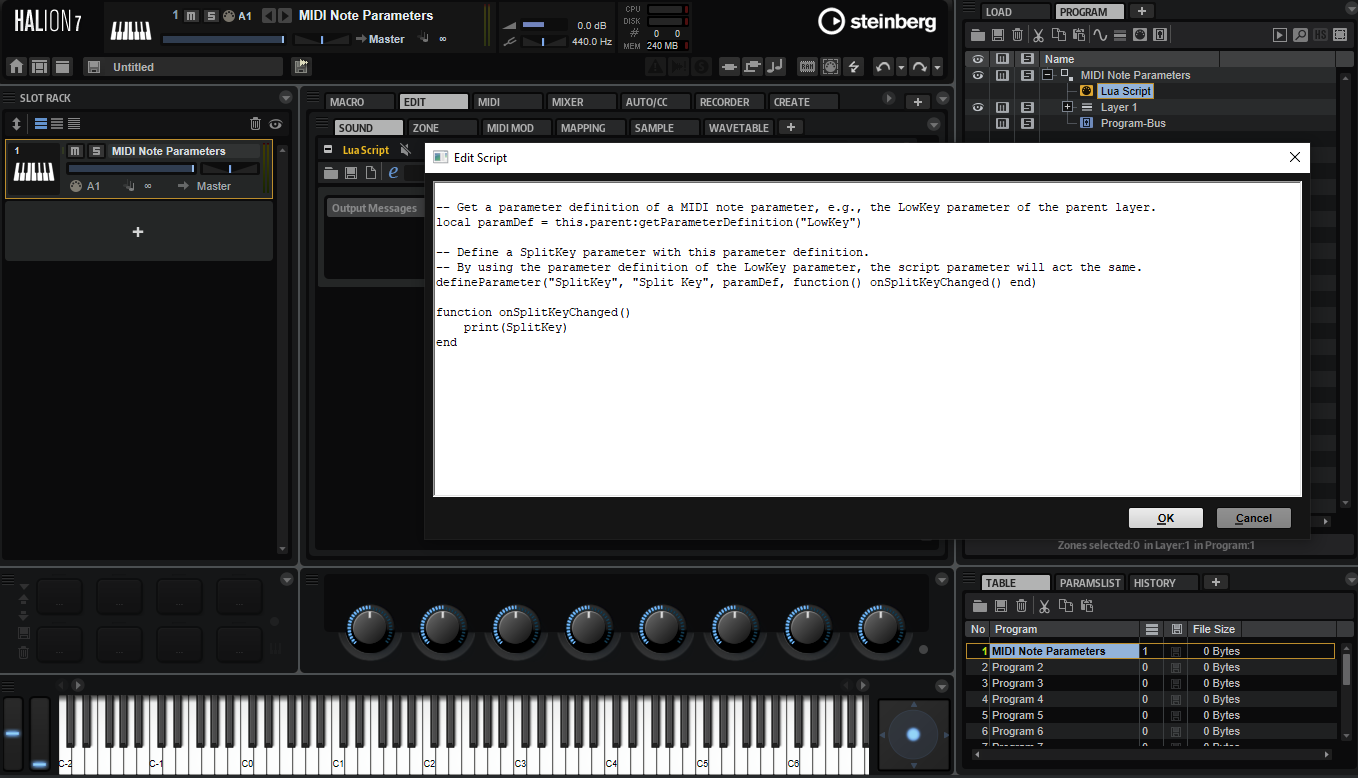 HALION 7
1 M S A1 MIDI Note Parameters
Master ∞
0.0 dB
440.0 Hz
CPU
DISK
# 0 0
MEM 240 MB
steinberg
Untitled
SLOT RACK
1 M S MIDI Note Parameters
A1 ∞ Master
+
MACRO EDIT MIDI MIXER AUTO/CC RECORDER CREATE +
SOUND ZONE MIDI MOD MAPPING SAMPLE WAVETABLE +
Lua Script
e
Output Messages
LOAD PROGRAM +
HS
M S Name
M S MIDI Note Parameters
Lua Script
M S Layer 1
M S Program-Bus
Edit Script
-- Get a parameter definition of a MIDI note parameter, e.g., the LowKey parameter of the parent layer.
local paramDef = this.parent:getParameterDefinition("LowKey")
-- Define a SplitKey parameter with this parameter definition.
-- By using the parameter definition of the LowKey parameter, the script parameter will act the same.
defineParameter("SplitKey", "Split Key", paramDef, function() onSplitKeyChanged() end)
function onSplitKeyChanged()
    print(SplitKey)
end
OK Cancel
Zones selected:0 in Layer:1 in Program:1
TABLE PARAMSLIST HISTORY +
No Program File Size
1 MIDI Note Parameters 1 0 Bytes
2 Program 2 0 0 Bytes
3 Program 3 0 0 Bytes
4 Program 4 0 0 Bytes
5 Program 5 0 0 Bytes
6 Program 6 0 0 Bytes
C-2 C-1 C0 C1 C2 C3 C4 C5 C6